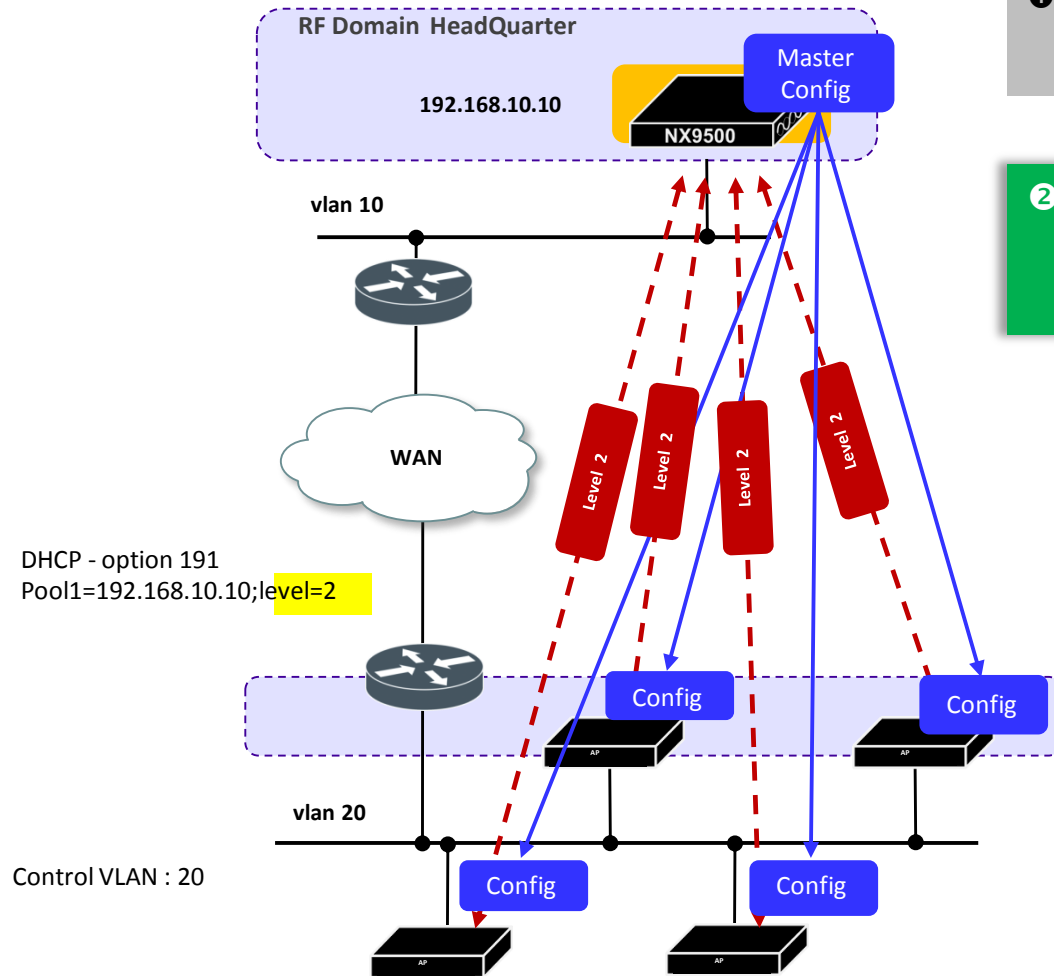 RF Domain HeadQuarter
Master
Config
192.168.10.10
NX9500
❷
vlan 10
Level 2
Level 2
Level 2
Level 2
WAN
DHCP - option 191
Pool1=192.168.10.10;level=2
Config
Config
AP
AP
vlan 20
Control VLAN : 20
Config
Config
AP
AP